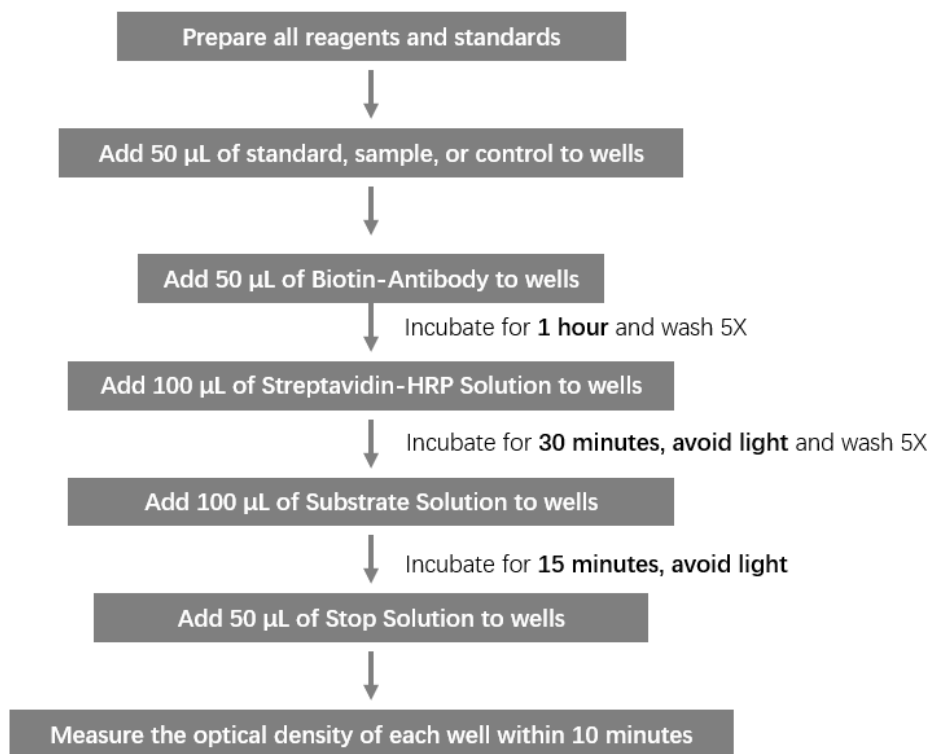 Prepare all reagents and standards
Add 50 µL of standard, sample, or control to wells
Add 50 µL of Biotin-Antibody to wells
Incubate for 1 hour and wash 5X
Add 100 µL of Streptavidin-HRP Solution to wells
Incubate for 30 minutes, avoid light and wash 5X
Add 100 µL of Substrate Solution to wells
Incubate for 15 minutes, avoid light
Add 50 µL of Stop Solution to wells
Measure the optical density of each well within 10 minutes